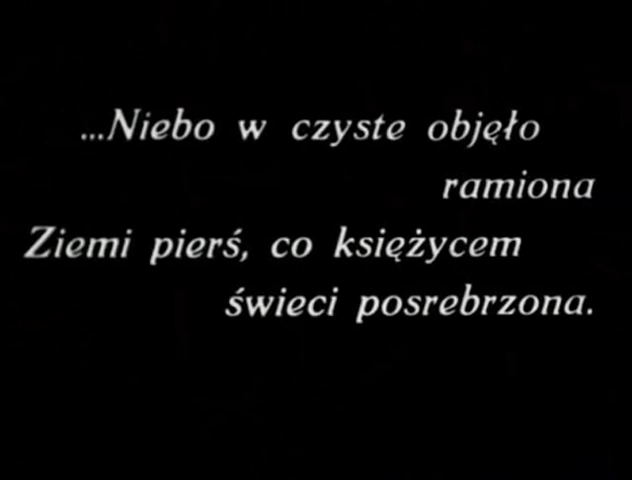 ...Niebo w czyste objęło
ramiona
Ziemi pierś, co księżycem
świeci posrebrzona.